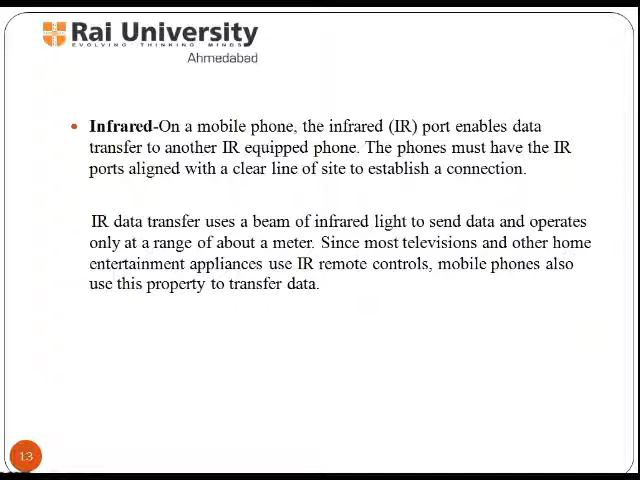 Rai University
EVOLVING THINKING MINDS
Ahmedabad
• Infrared-On a mobile phone, the infrared (IR) port enables data
transfer to another IR equipped phone. The phones must have the IR
ports aligned with a clear line of site to establish a connection.
IR data transfer uses a beam of infrared light to send data and operates
only at a range of about a meter. Since most televisions and other home
entertainment appliances use IR remote controls, mobile phones also
use this property to transfer data.
13